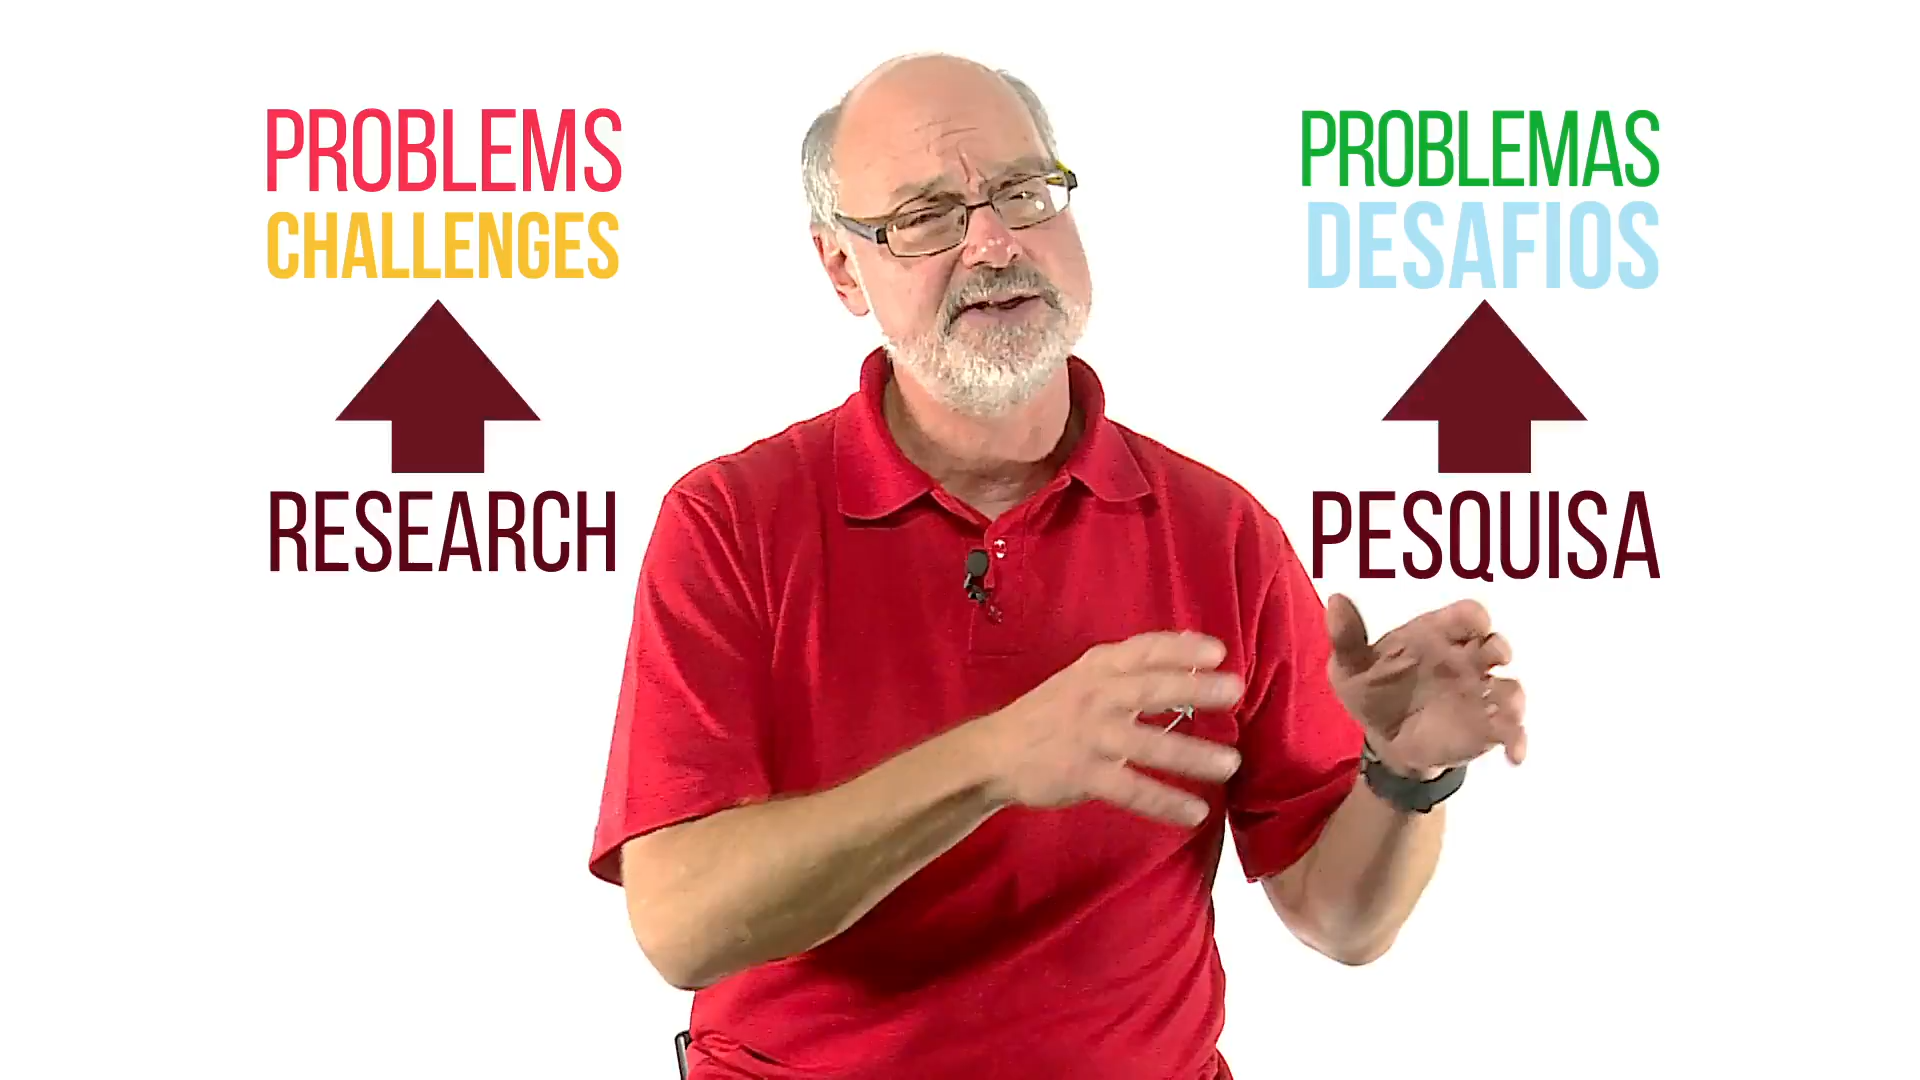 PROBLEMS
CHALLENGES
RESEARCH
PROBLEMAS
DESAFIOS
PESQUISA